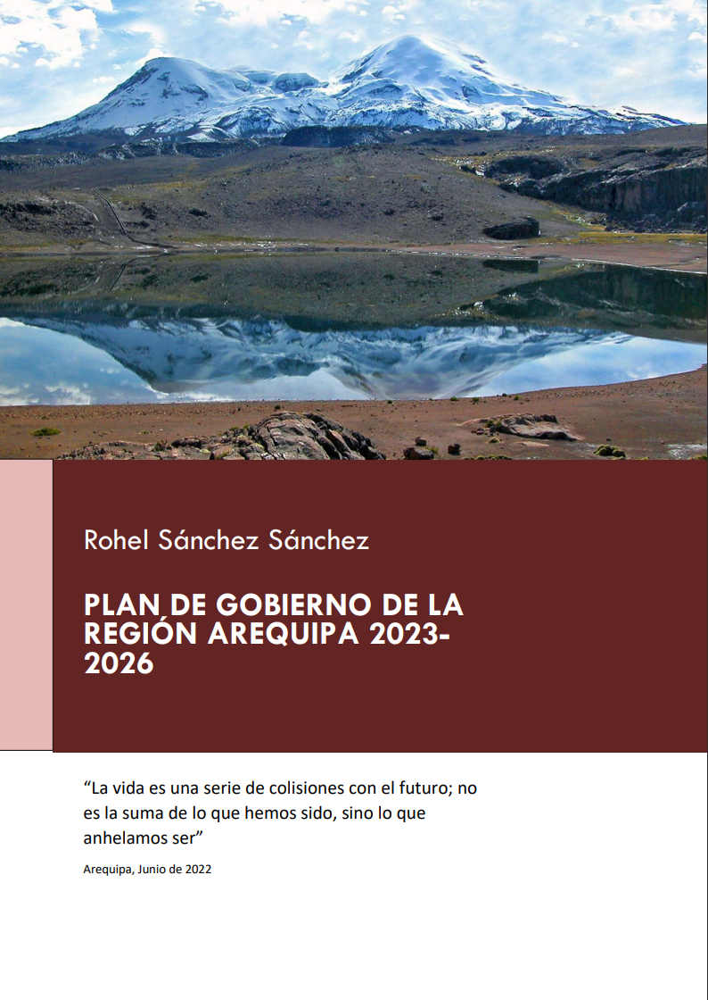 Rohel Sánchez Sánchez
PLAN DE GOBIERNO DE LA
REGIÓN AREQUIPA 2023-
2026
“La vida es una serie de colisiones con el futuro; no
es la suma de lo que hemos sido, sino lo que
anhelamos ser”
Arequipa, Junio de 2022